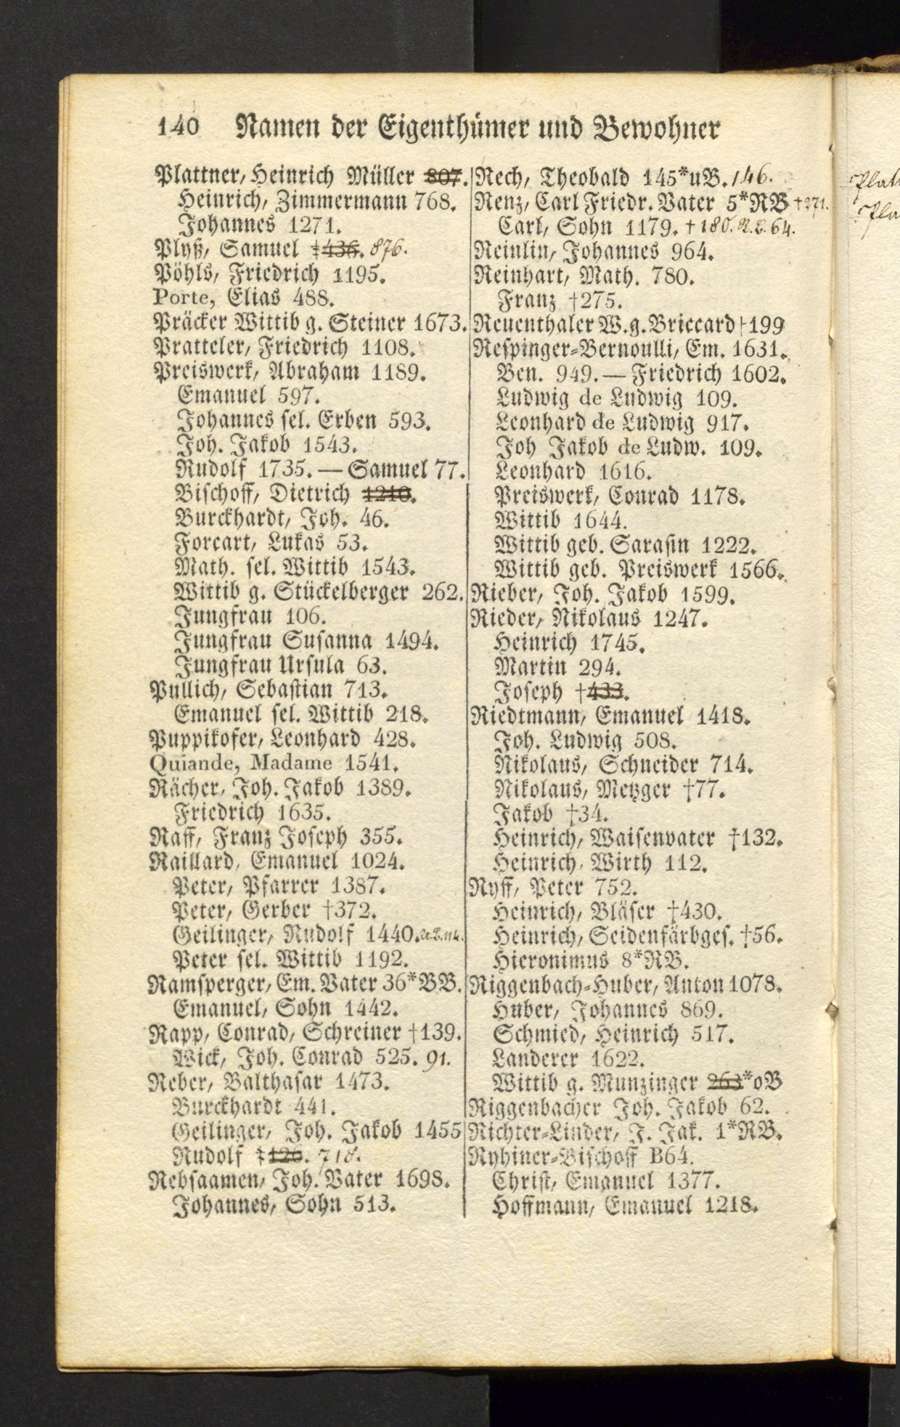 140 Namen der Eigenthümer und Bewohner
Plattner, Heinrich Müller 807.
Heinrich, Zimmermann 768.
Johannes 1271.
Plyß, Samuel ‡436. 876.
Pöhls, Friedrich 1195.
Porte, Elias 488.
Präcker Wittib g. Steiner 1673.
Pratteler, Friedrich 1108.
Preiswerk, Abraham 1189.
Emanuel 597.
Johannes sel. Erben 593.
Joh. Jakob 1543.
Rudolf 1735. — Samuel 77.
Bischoff, Dietrich 1210.
Burckhardt, Joh. 46.
Forcart, Lukas 53.
Math. sel. Wittib 1543.
Wittib g. Stückelberger 262.
Jungfrau 106.
Jungfrau Susanna 1494.
Jungfrau Ursula 63.
Pullich, Sebastian 713.
Emanuel sel. Wittib 218.
Puppikofer, Leonhard 428.
Quiande, Madame 1541.
Rächer, Joh. Jakob 1389.
Friedrich 1635.
Raff, Franz Joseph 355.
Raillard, Emanuel 1024.
Peter, Pfarrer 1387.
Peter, Gerber †372.
Geilinger, Rudolf 1440.
Peter sel. Wittib 1192.
Ramsperger, Em. Vater 36*BB.
Emanuel, Sohn 1442.
Rapp, Conrad, Schreiner †139.
Wick, Joh. Conrad 525. 91.
Reber, Balthasar 1473.
Burckhardt 441.
Geilinger, Joh. Jakob 1455
Rudolf ‡126. 718.
Rebsaamen, Joh. Vater 1698.
Johannes, Sohn 513.
Rech, Theobald 145*uB. 146.
Renz, Carl Friedr. Vater 5*RB †271.
Carl, Sohn 1179. †180. A. E. 64.
Reinlin, Johannes 964.
Reinhart, Math. 780.
Franz †275.
Reuenthaler W. g. Briccard †199
Respinger-Bernoulli, Em. 1631.
Ben. 949. — Friedrich 1602.
Ludwig de Ludwig 109.
Leonhard de Ludwig 917.
Joh Jakob de Ludw. 109.
Leonhard 1616.
Preiswerk, Conrad 1178.
Wittib 1644.
Wittib geb. Sarasin 1222.
Wittib geb. Preiswerk 1566.
Rieber, Joh. Jakob 1599.
Rieder, Nikolaus 1247.
Heinrich 1745.
Martin 294.
Joseph †433.
Riedtmann, Emanuel 1418.
Joh. Ludwig 508.
Nikolaus, Schneider 714.
Nikolaus, Metzger †77.
Jakob †34.
Heinrich, Waisenvater †132.
Heinrich, Wirth 112.
Ryff, Peter 752.
Heinrich, Bläser †430.
Heinrich, Seidenfärbges. †56.
Hieronimus 8*RB.
Riggenbach-Huber, Anton 1078.
Huber, Johannes 869.
Schmied, Heinrich 517.
Landerer 1622.
Wittib g. Munzinger 263*oB
Riggenbacher Joh. Jakob 62.
Richter-Linder, J. Jak. 1*RB.
Ryhiner-Bischoff B64.
Christ, Emanuel 1377.
Hoffmann, Emanuel 1218.